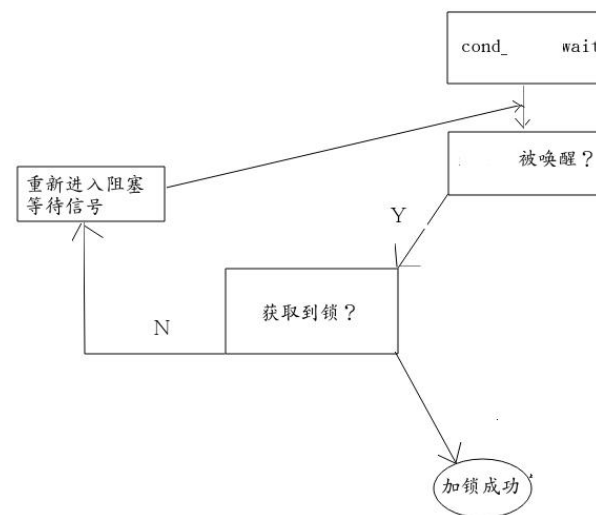 cond_ wait
被唤醒？
重新进入阻塞
等待信号
Y
获取到锁？
N
加锁成功